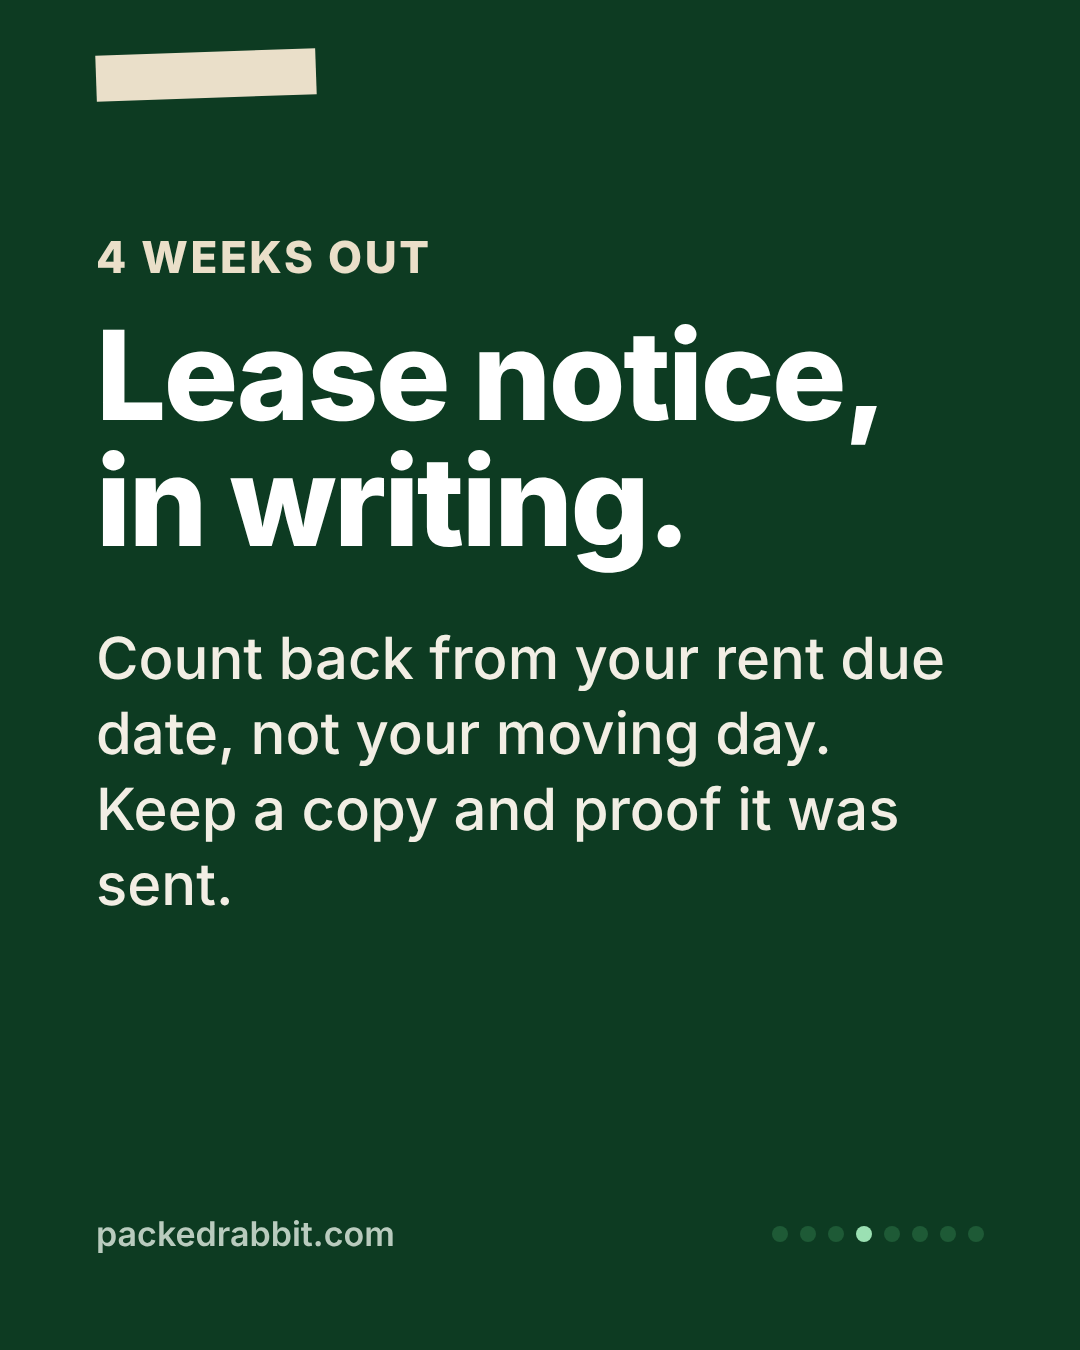 4 WEEKS OUT
Lease notice,
in writing.
Count back from your rent due
date, not your moving day.
Keep a copy and proof it was
sent.
packedrabbit.com